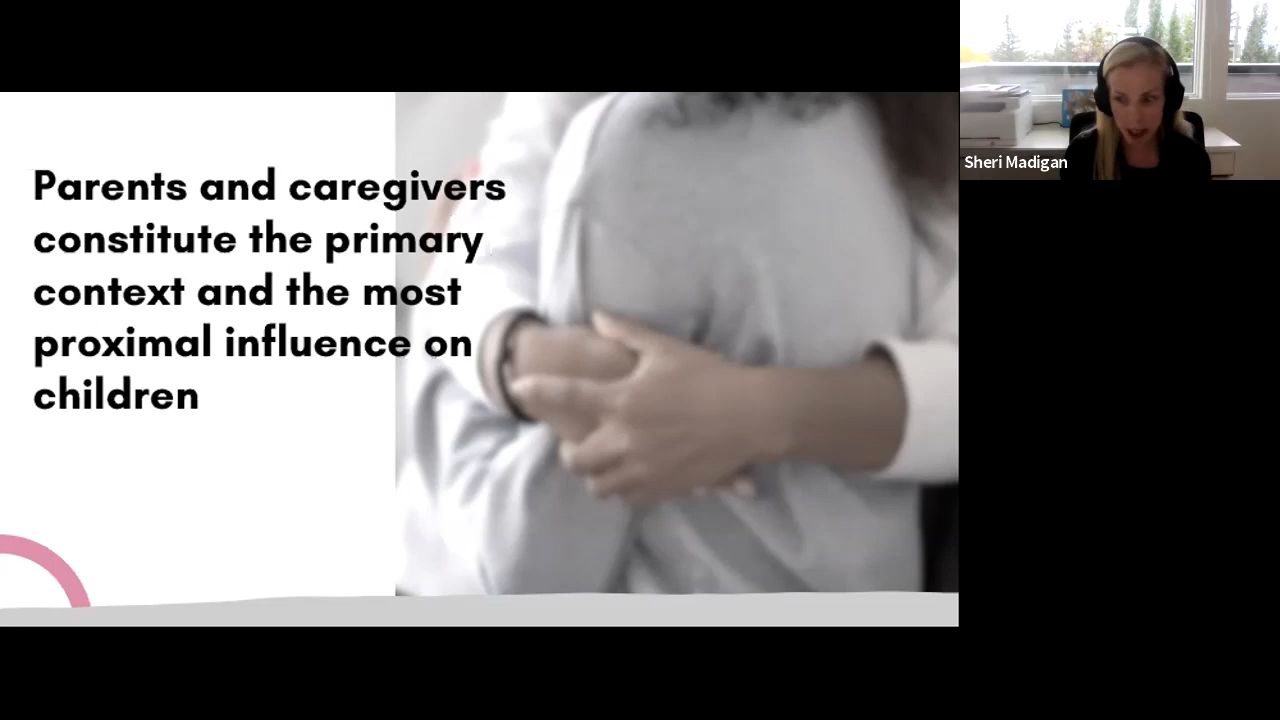 Parents and caregivers
constitute the primary
context and the most
proximal influence on
children
Sheri Madigan